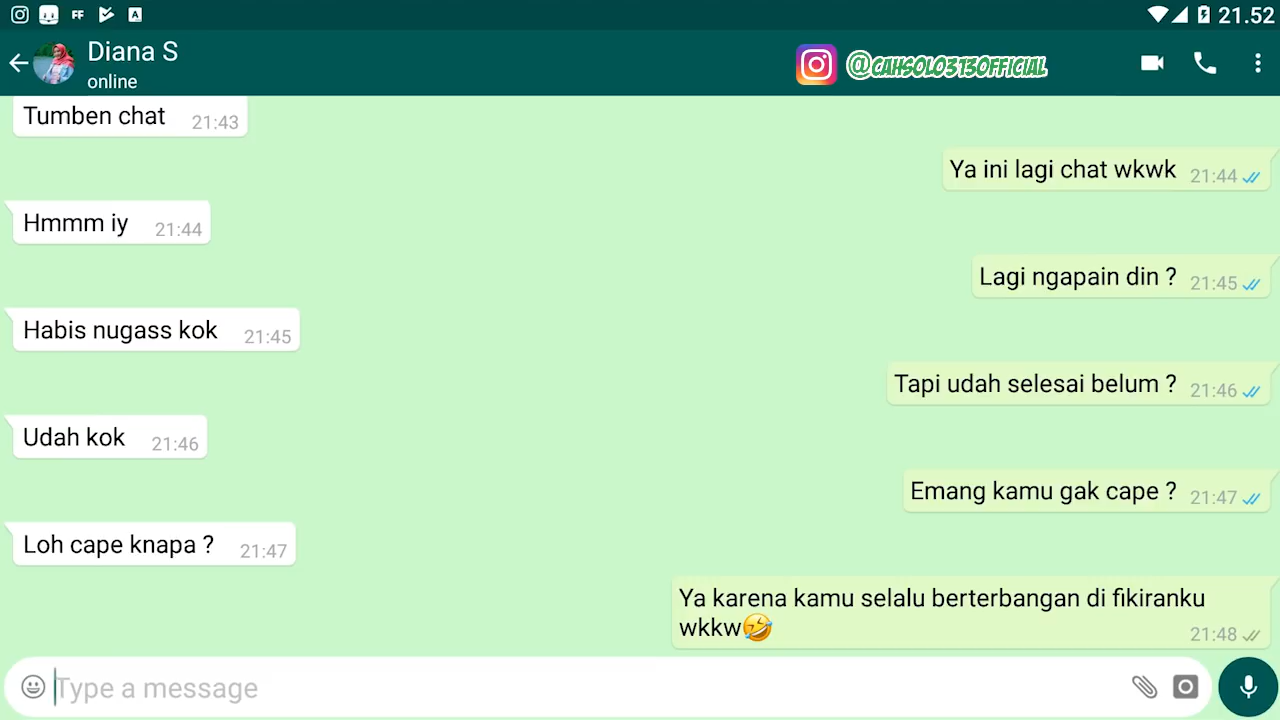 FF
A
21.52
Diana S
online
@CAHSOLO313OFFICIAL
Tumben chat 21:43
Ya ini lagi chat wkwk 21:44
Hmmm iy 21:44
Lagi ngapain din ? 21:45
Habis nugass kok 21:45
Tapi udah selesai belum ? 21:46
Udah kok 21:46
Emang kamu gak cape ? 21:47
Loh cape knapa ? 21:47
Ya karena kamu selalu berterbangan di fikiranku
wkkw🤣 21:48
Type a message